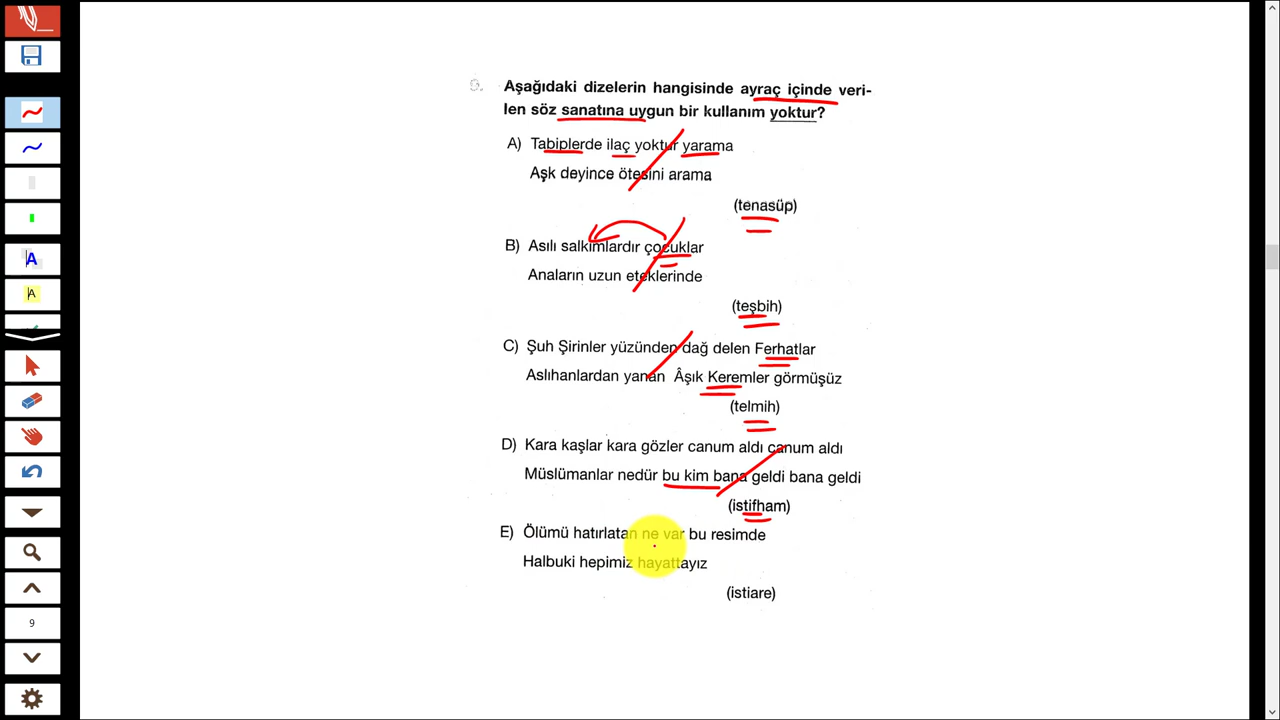 9. Aşağıdaki dizelerin hangisinde ayraç içinde veri-
len söz sanatına uygun bir kullanım yoktur?
A) Tabiplerde ilaç yoktur yarama
Aşk deyince ötesini arama
(tenasüp)
B) Asılı salkımlardır çocuklar
Anaların uzun eteklerinde
(teşbih)
C) Şuh Şirinler yüzünden dağ delen Ferhatlar
Aslıhanlardan yanan Âşık Keremler görmüşüz
(telmih)
D) Kara kaşlar kara gözler canum aldı canum aldı
Müslümanlar nedür bu kim bana geldi bana geldi
(istifham)
E) Ölümü hatırlatan ne var bu resimde
Halbuki hepimiz hayattayız
(istiare)
A
A
9